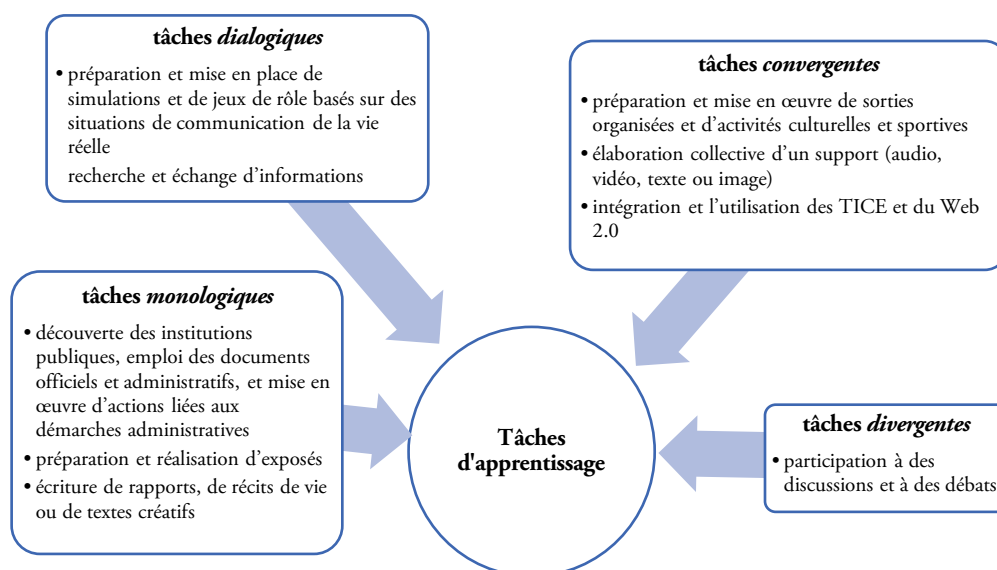 tâches dialogiques
• préparation et mise en place de
simulations et de jeux de rôle basés sur des
situations de communication de la vie
réelle
recherche et échange d'informations
tâches convergentes
• préparation et mise en œuvre de sorties
organisées et d'activités culturelles et sportives
• élaboration collective d'un support (audio,
vidéo, texte ou image)
• intégration et l'utilisation des TICE et du Web
2.0
tâches monologiques
• découverte des institutions
publiques, emploi des documents
officiels et administratifs, et mise en
œuvre d'actions liées aux
démarches administratives
• préparation et réalisation d'exposés
• écriture de rapports, de récits de vie
ou de textes créatifs
Tâches
d'apprentissage
tâches divergentes
• participation à des
discussions et à des débats